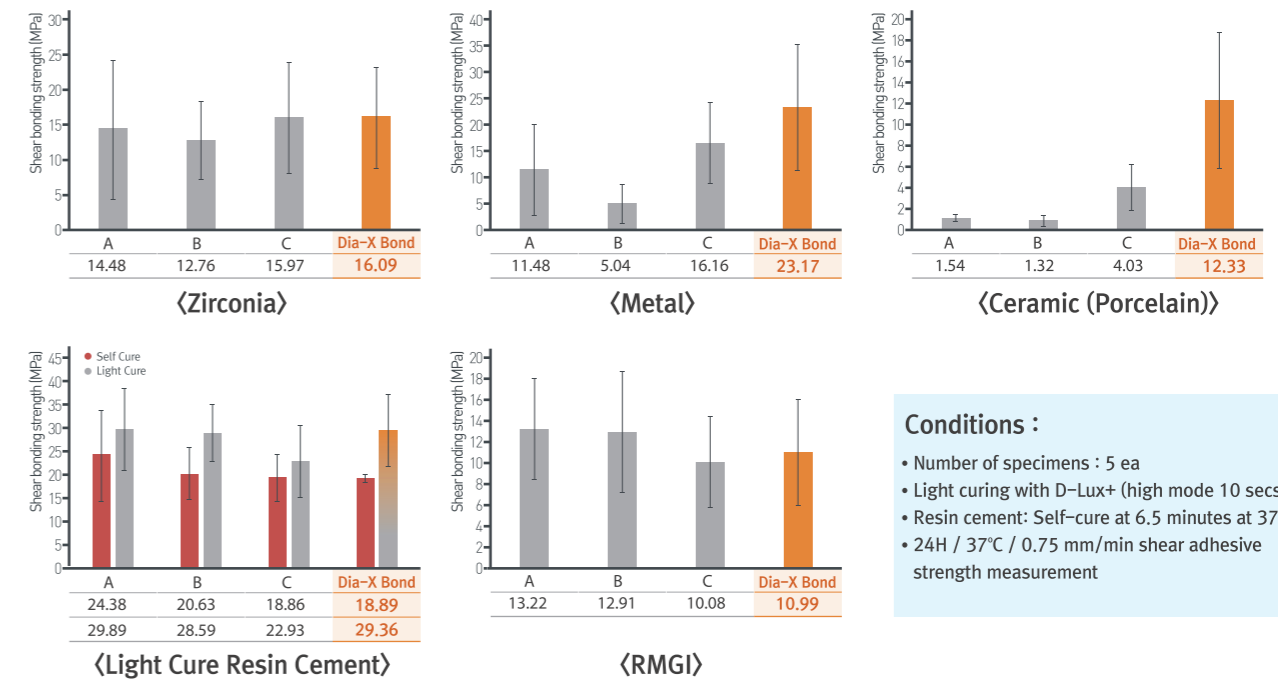 Shear bonding strength (MPa)
30
25
20
15
10
5
0
A B C Dia-X Bond
14.48 12.76 15.97 16.09
〈Zirconia〉
Shear bonding strength (MPa)
40
35
30
25
20
15
10
5
0
A B C Dia-X Bond
11.48 5.04 16.16 23.17
〈Metal〉
Shear bonding strength (MPa)
20
18
16
14
12
10
8
6
4
2
0
A B C Dia-X Bond
1.54 1.32 4.03 12.33
〈Ceramic (Porcelain)〉
Shear bonding strength (MPa)
45
40
35
30
25
20
15
10
5
0
Self Cure
Light Cure
A B C Dia-X Bond
24.38 20.63 18.86 18.89
29.89 28.59 22.93 29.36
〈Light Cure Resin Cement〉
Shear bonding strength (MPa)
20
18
16
14
12
10
8
6
4
2
0
A B C Dia-X Bond
13.22 12.91 10.08 10.99
〈RMGI〉
Conditions :
• Number of specimens : 5 ea
• Light curing with D-Lux+ (high mode 10 secs
• Resin cement: Self-cure at 6.5 minutes at 37
• 24H / 37℃ / 0.75 mm/min shear adhesive
strength measurement